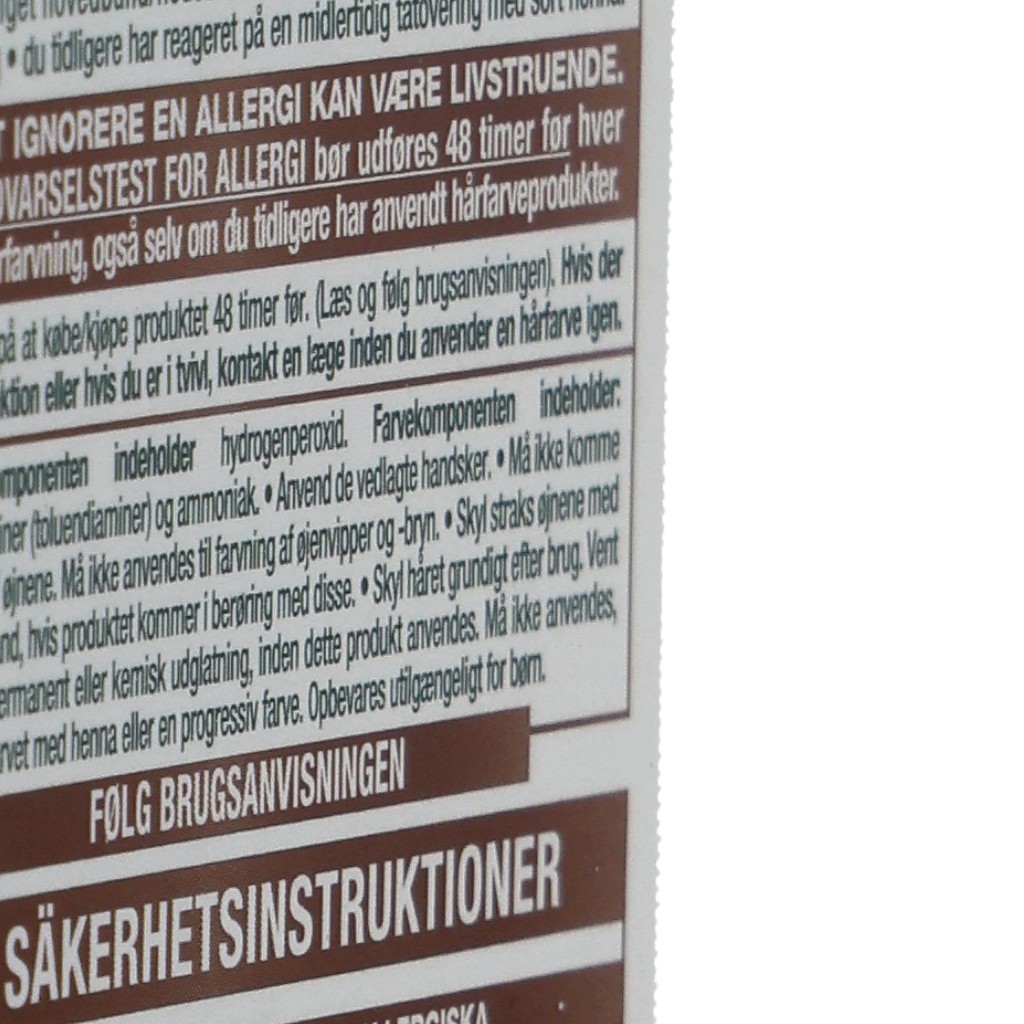 • du tidligere har reageret på en midlertidig tatovering med sort henna
IGNORERE EN ALLERGI KAN VÆRE LIVSTRUENDE.
OVARSELSTEST FOR ALLERGI bør udføres 48 timer før hver
rfarvning, også selv om du tidligere har anvendt hårfarveprodukter.
på at købe/kjøpe produktet 48 timer før. (Læs og følg brugsanvisningen). Hvis der
ktion eller hvis du er i tvivl, kontakt en læge inden du anvender en hårfarve igen.
mponenten indeholder hydrogenperoxid. Farvekomponenten indeholder:
iner (toluendiaminer) og ammoniak. • Anvend de vedlagte handsker. • Må ikke komme
øjnene. Må ikke anvendes til farvning af øjenvipper og -bryn. • Skyl straks øjnene med
nd, hvis produktet kommer i berøring med disse. • Skyl håret grundigt efter brug. Vent
ermanent eller kemisk udglatning, inden dette produkt anvendes. Må ikke anvendes,
rvet med henna eller en progressiv farve. Opbevares utilgængeligt for børn.
FØLG BRUGSANVISNINGEN
SÄKERHETSINSTRUKTIONER